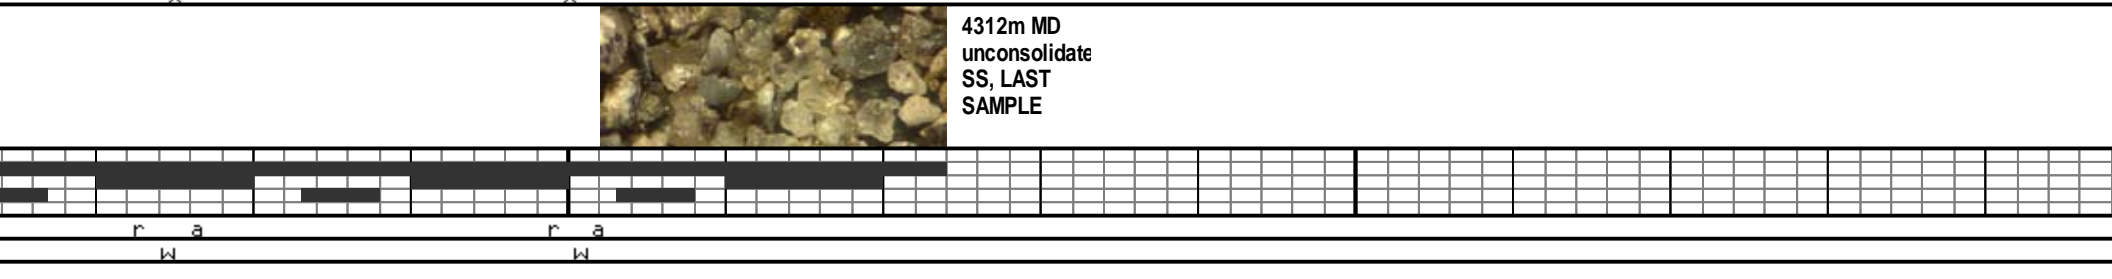 4312m MD
unconsolidate
SS, LAST
SAMPLE
r a r a
W W